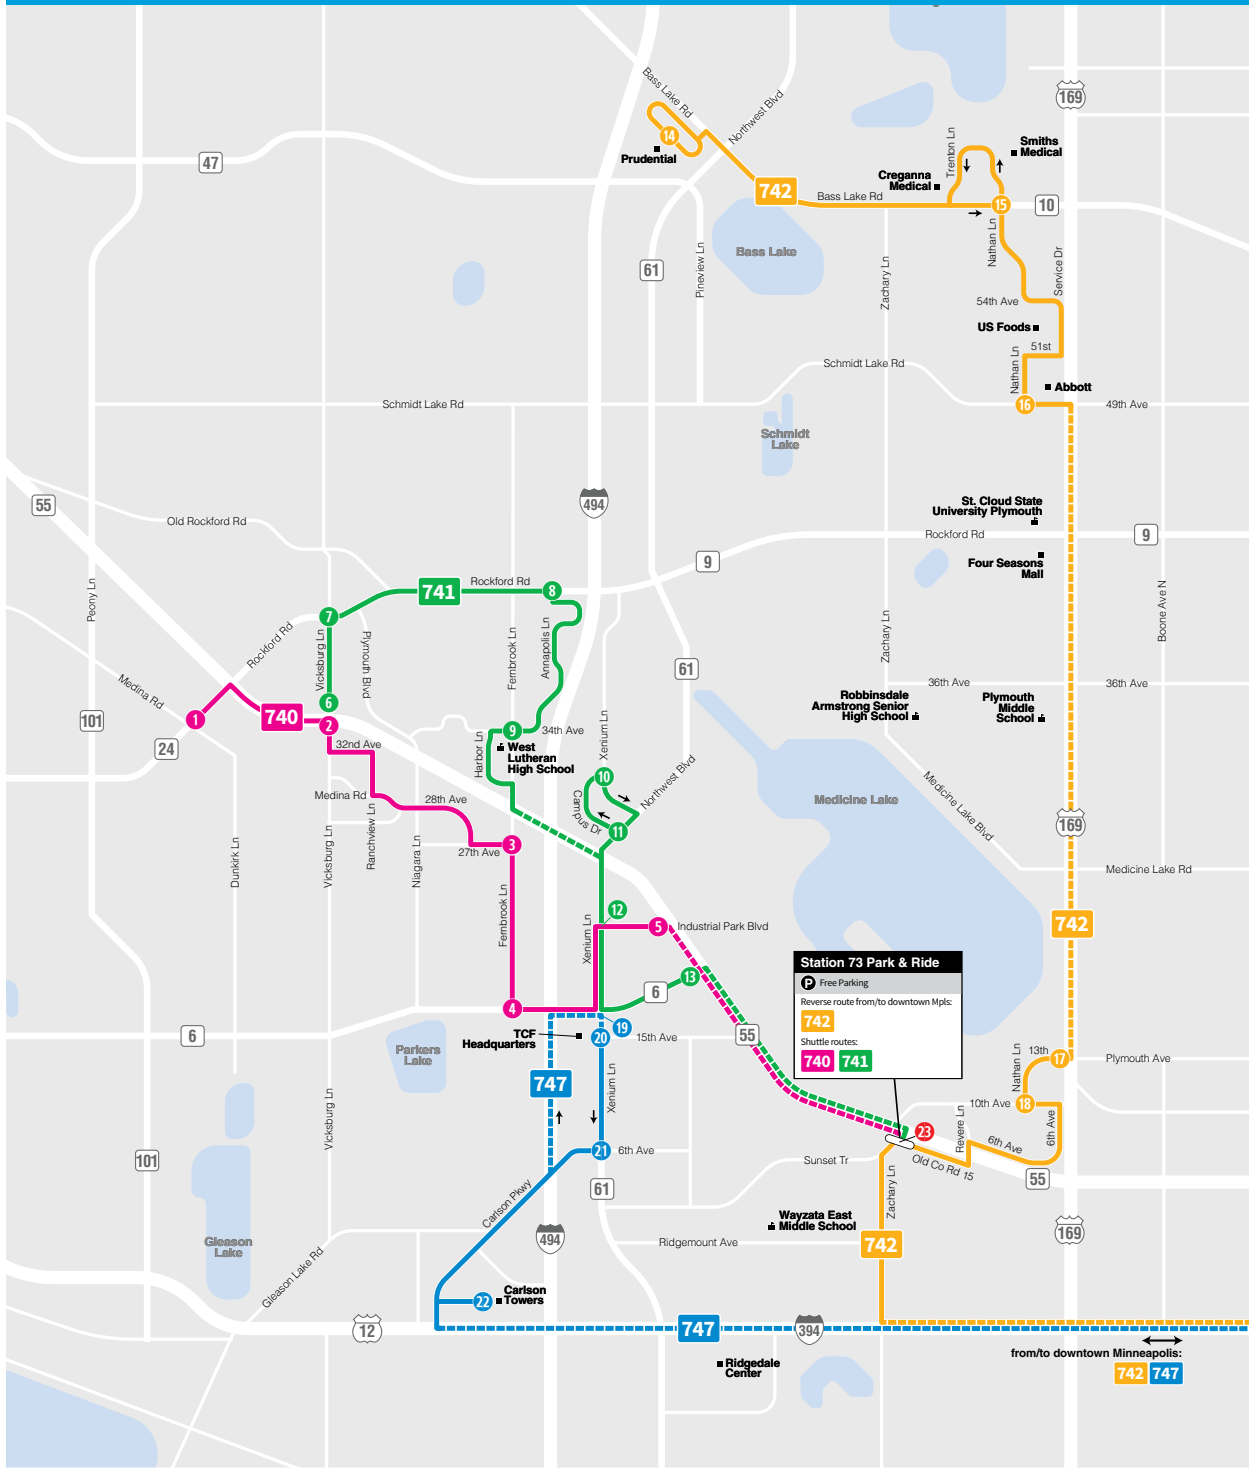 169
Bass Lake Rd
Northwest Blvd
14
Prudential
Smiths
Medical
Trenton Ln
47
Creganna
Medical
742
Bass Lake Rd
15
10
Bass Lake
Nathan Ln
61
Pineview Ln
Zachary Ln
Service Dr
54th Ave
US Foods
51st
Nathan Ln
Schmidt Lake Rd
Abbott
Schmidt Lake Rd
16
49th Ave
Schmidt
Lake
55
494
St. Cloud State
University Plymouth
Old Rockford Rd
Rockford Rd
9
9
Four Seasons
Mall
Peony Ln
741
Rockford Rd
8
Boone Ave N
7
Rockford Rd
Vicksburg Ln
Plymouth Blvd
Fernbrook Ln
Annapolis Ln
Zachary Ln
61
36th Ave
36th Ave
Medina Rd
6
Robbinsdale
Armstrong Senior
High School
Plymouth
Middle
School
101
1
740
2
24
32nd Ave
9
34th Ave
Xenium Ln
Harbor Ln
West
Lutheran
High School
10
Northwest Blvd
Medina Rd
28th Ave
Campus Dr
11
Medicine Lake
Medicine Lake Blvd
169
Dunkirk Ln
Vicksburg Ln
Ranchview Ln
Niagara Ln
27th Ave
3
Medicine Lake Rd
Fernbrook Ln
12
Xenium Ln
5
Industrial Park Blvd
742
Station 73 Park & Ride
P Free Parking
Reverse route from/to downtown Mpls:
742
Shuttle routes:
740 741
13
6
4
6
TCF
Headquarters
19
20
15th Ave
55
Parkers
Lake
13th
17
Plymouth Ave
Nathan Ln
747
Xenium Ln
10th Ave
18
Vicksburg Ln
Revere Ln
6th Ave
6th Ave
23
101
21
6th Ave
Sunset Tr
Old Co Rd 15
55
61
Carlson Pkwy
Zachary Ln
Wayzata East
Middle School
Gleason
Lake
494
Ridgemount Ave
742
169
Gleason Lake Rd
22
Carlson
Towers
12
747
394
from/to downtown Minneapolis:
742 747
Ridgedale
Center